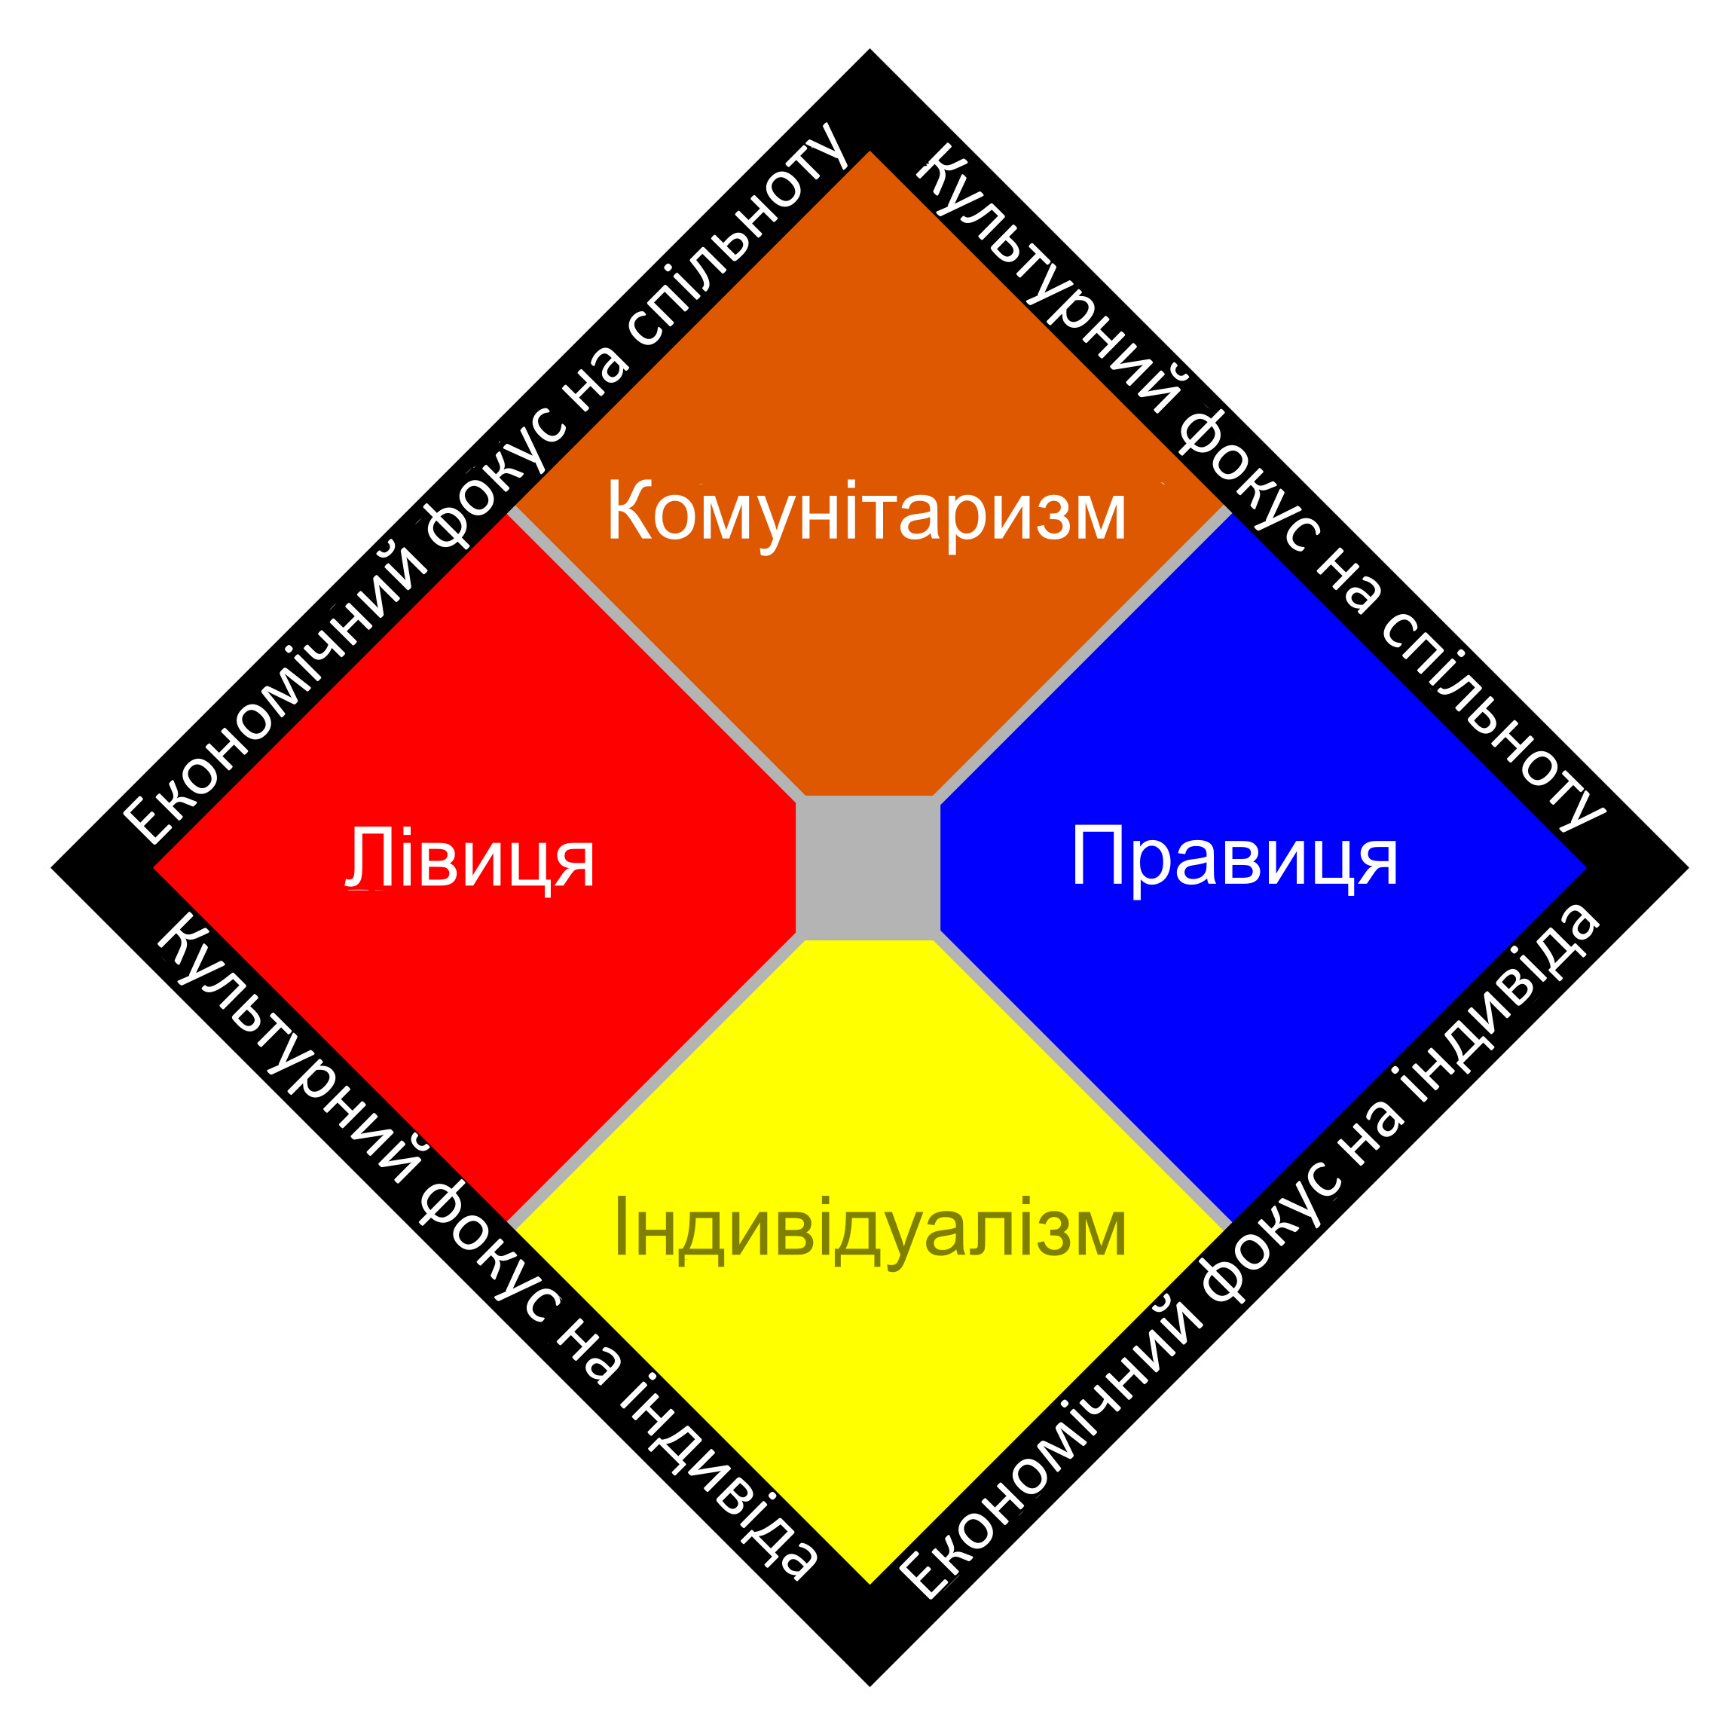 Економічний фокус на спільноту
Культурний фокус на спільноту
Комунітаризм
Лівиця
Правиця
Індивідуалізм
Культурний фокус на індивіда
Економічний фокус на індивіда